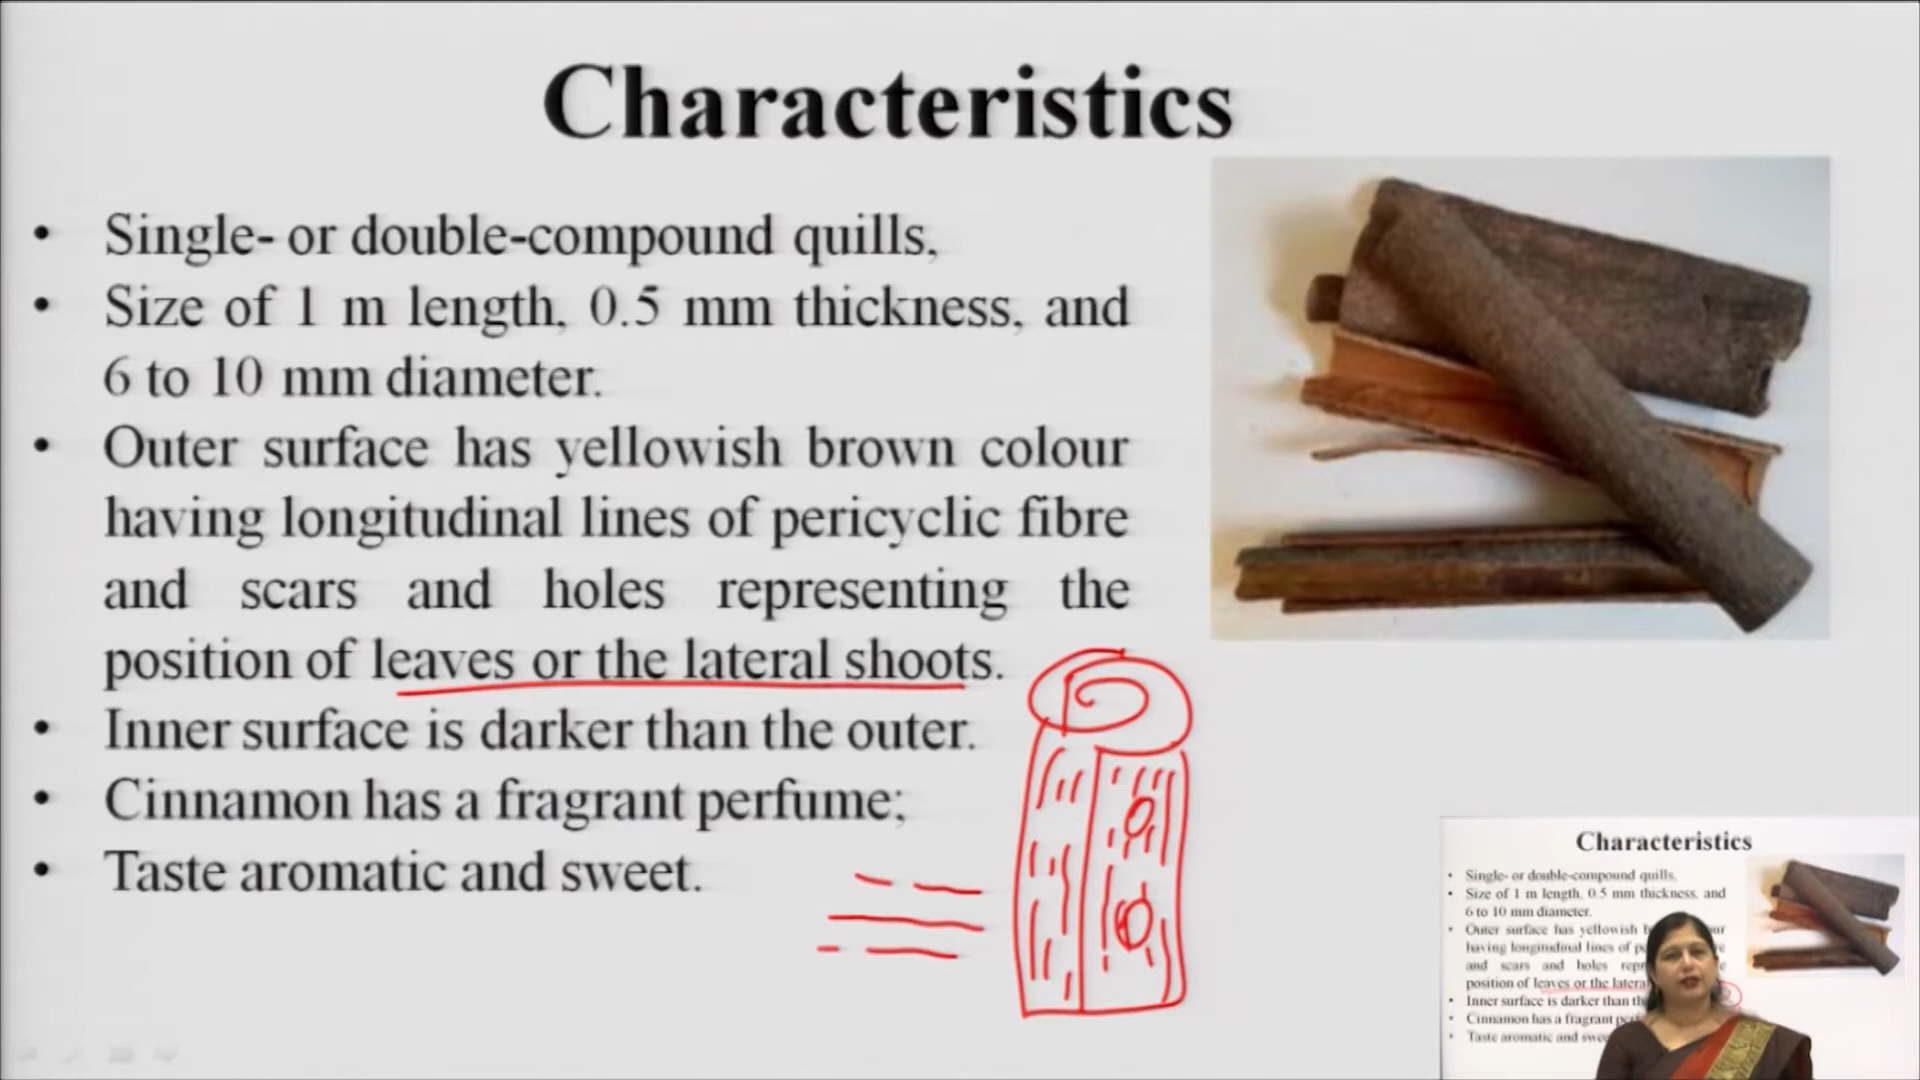 Characteristics
• Single- or double-compound quills,
• Size of 1 m length, 0.5 mm thickness, and
6 to 10 mm diameter.
• Outer surface has yellowish brown colour
having longitudinal lines of pericyclic fibre
and scars and holes representing the
position of leaves or the lateral shoots.
• Inner surface is darker than the outer.
• Cinnamon has a fragrant perfume;
• Taste aromatic and sweet.
Characteristics
• Single- or double-compound quills,
• Size of 1 m length, 0.5 mm thickness, and
6 to 10 mm diameter.
• Outer surface has yellowish
having longitudinal lines of
and scars and holes
position of leaves or the
• Inner surface is darker than
• Cinnamon has a fragrant
• Taste aromatic and